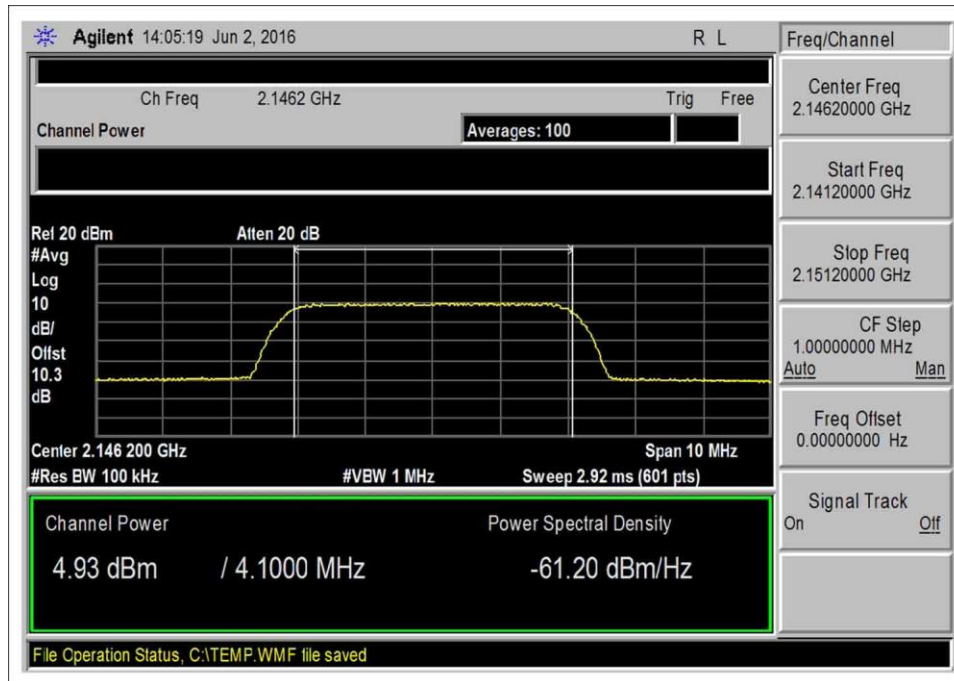 Agilent 14:05:19 Jun 2, 2016 R L
Freq/Channel
Ch Freq 2.1462 GHz Trig Free
Channel Power Averages: 100
Ref 20 dBm Atten 20 dB
#Avg
Log
10
dB/
Offst
10.3
dB
Center 2.146 200 GHz Span 10 MHz
#Res BW 100 kHz #VBW 1 MHz Sweep 2.92 ms (601 pts)
Channel Power Power Spectral Density
4.93 dBm / 4.1000 MHz -61.20 dBm/Hz
File Operation Status, C:\TEMP.WMF file saved
Center Freq
2.14620000 GHz
Start Freq
2.14120000 GHz
Stop Freq
2.15120000 GHz
CF Step
1.00000000 MHz
Auto Man
Freq Offset
0.00000000 Hz
Signal Track
On Off